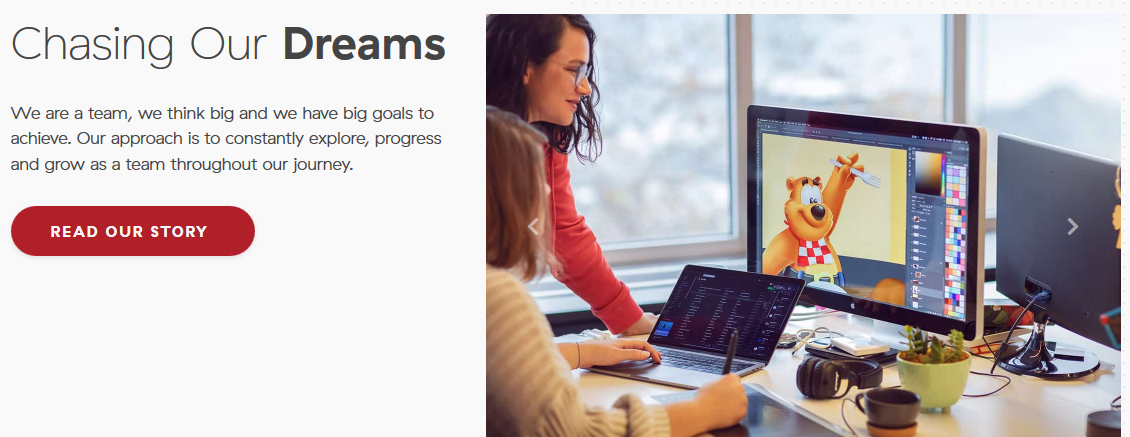 Chasing Our Dreams
We are a team, we think big and we have big goals to
achieve. Our approach is to constantly explore, progress
and grow as a team throughout our journey.
READ OUR STORY